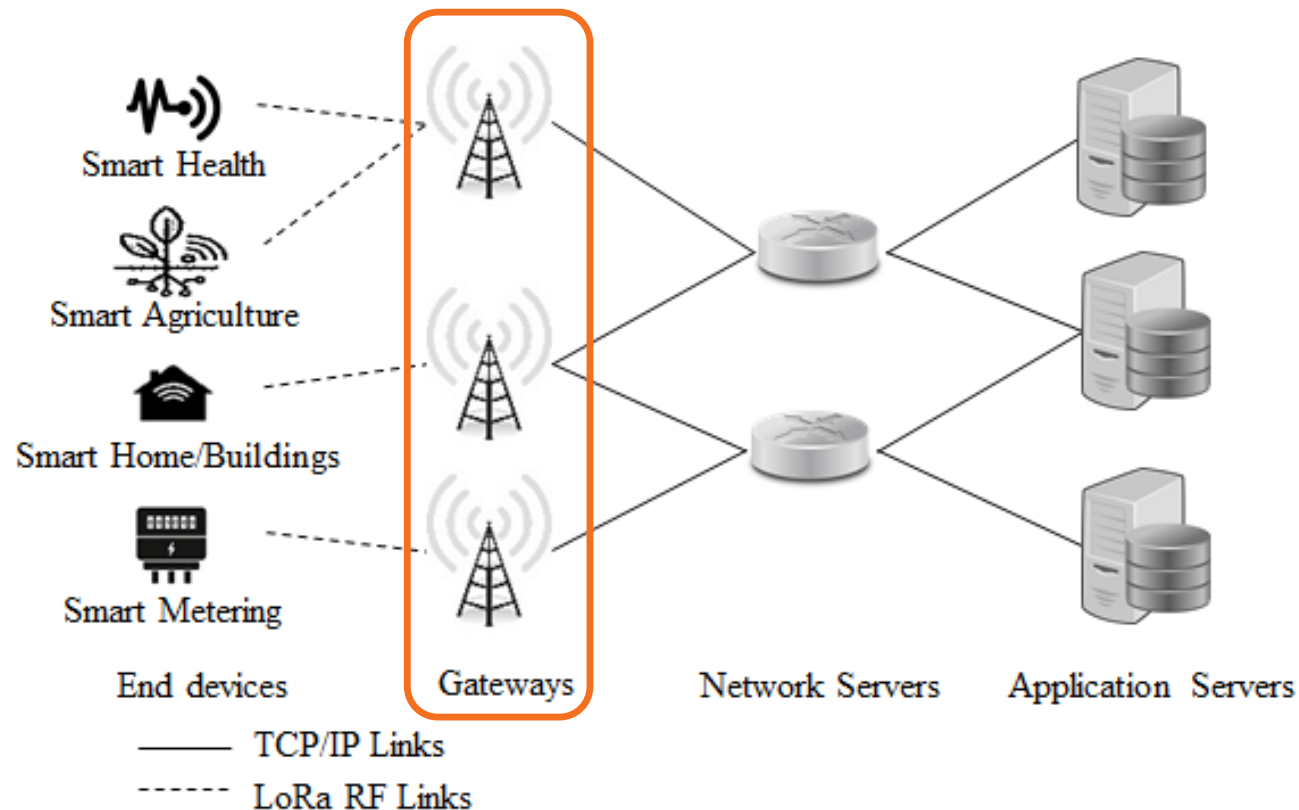 Smart Health
Smart Agriculture
Smart Home/Buildings
Smart Metering
End devices
Gateways
Network Servers
Application Servers
TCP/IP Links
LoRa RF Links